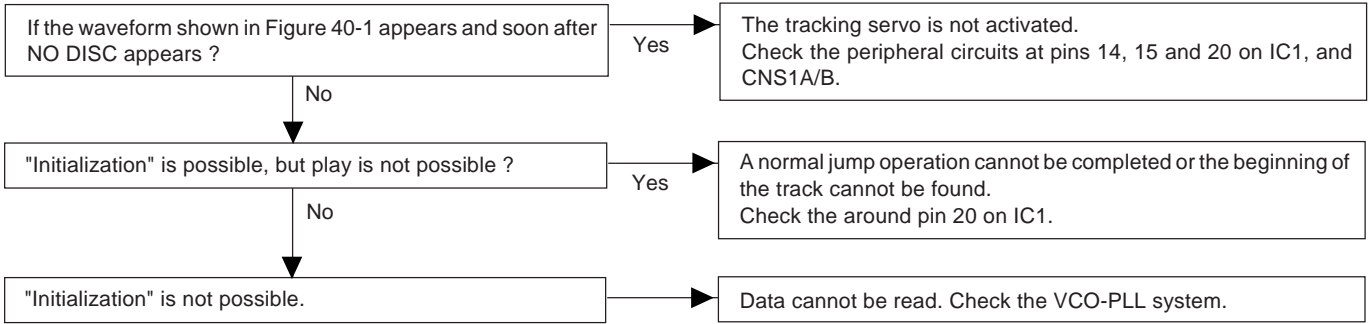 If the waveform shown in Figure 40-1 appears and soon after
NO DISC appears ?
Yes
The tracking servo is not activated.
Check the peripheral circuits at pins 14, 15 and 20 on IC1, and
CNS1A/B.
No
"Initialization" is possible, but play is not possible ?
Yes
A normal jump operation cannot be completed or the beginning of
the track cannot be found.
Check the around pin 20 on IC1.
No
"Initialization" is not possible.
Data cannot be read. Check the VCO-PLL system.